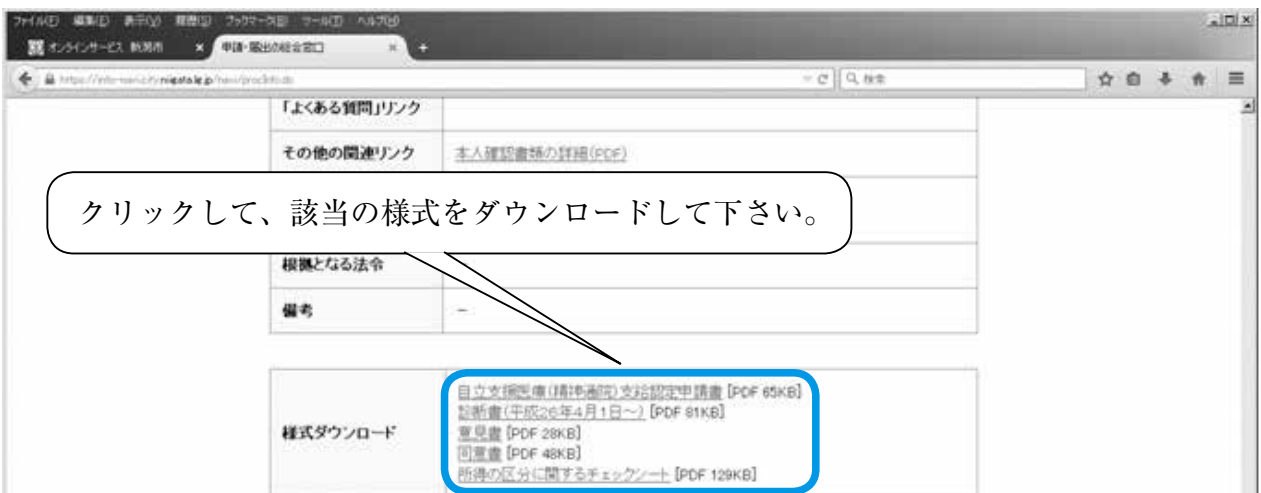 ファイル(F) 編集(E) 表示(V) 履歴(S) ブックマーク(B) ツール(T) ヘルプ(H)
オンラインサービス 新潟市 × 申請・届出の総合窓口 × +
検索
「よくある質問」リンク
その他の関連リンク 本人確認書類の詳細(PDF)
クリックして、該当の様式をダウンロードして下さい。
根拠となる法令
備考 －
様式ダウンロード
自立支援医療(精神通院)支給認定申請書 [PDF 65KB]
診断書(平成26年4月1日～) [PDF 81KB]
意見書 [PDF 28KB]
同意書 [PDF 48KB]
所得の区分に関するチェックシート [PDF 129KB]